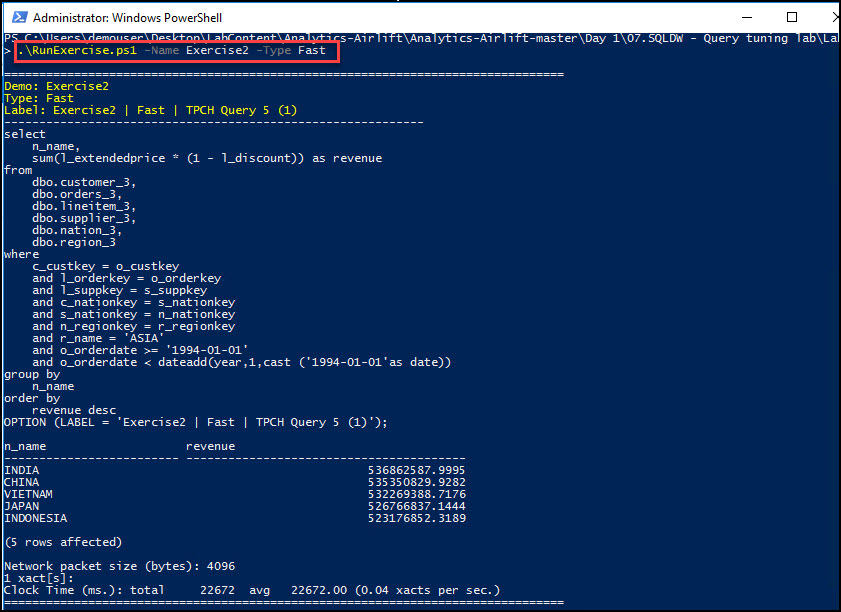 Administrator: Windows PowerShell
PS C:\Users\demouser\Desktop\LabContent\Analytics-Airlift\Analytics-Airlift-master\Day 1\07.SQLDW - Query tuning lab\La
> .\RunExercise.ps1 -Name Exercise2 -Type Fast
================================================================================
Demo: Exercise2
Type: Fast
Label: Exercise2 | Fast | TPCH Query 5 (1)
------------------------------------------------------------
select
    n_name,
    sum(l_extendedprice * (1 - l_discount)) as revenue
from
    dbo.customer_3,
    dbo.orders_3,
    dbo.lineitem_3,
    dbo.supplier_3,
    dbo.nation_3,
    dbo.region_3
where
    c_custkey = o_custkey
    and l_orderkey = o_orderkey
    and l_suppkey = s_suppkey
    and c_nationkey = s_nationkey
    and s_nationkey = n_nationkey
    and n_regionkey = r_regionkey
    and r_name = 'ASIA'
    and o_orderdate >= '1994-01-01'
    and o_orderdate < dateadd(year,1,cast ('1994-01-01'as date))
group by
    n_name
order by
    revenue desc
OPTION (LABEL = 'Exercise2 | Fast | TPCH Query 5 (1)');
n_name                    revenue
------------------------- ----------------------------------------
INDIA                                               536862587.9995
CHINA                                               535350829.9282
VIETNAM                                             532269388.7176
JAPAN                                               526766837.1444
INDONESIA                                           523176852.3189
(5 rows affected)
Network packet size (bytes): 4096
1 xact[s]:
Clock Time (ms.): total     22672  avg   22672.00 (0.04 xacts per sec.)
================================================================================